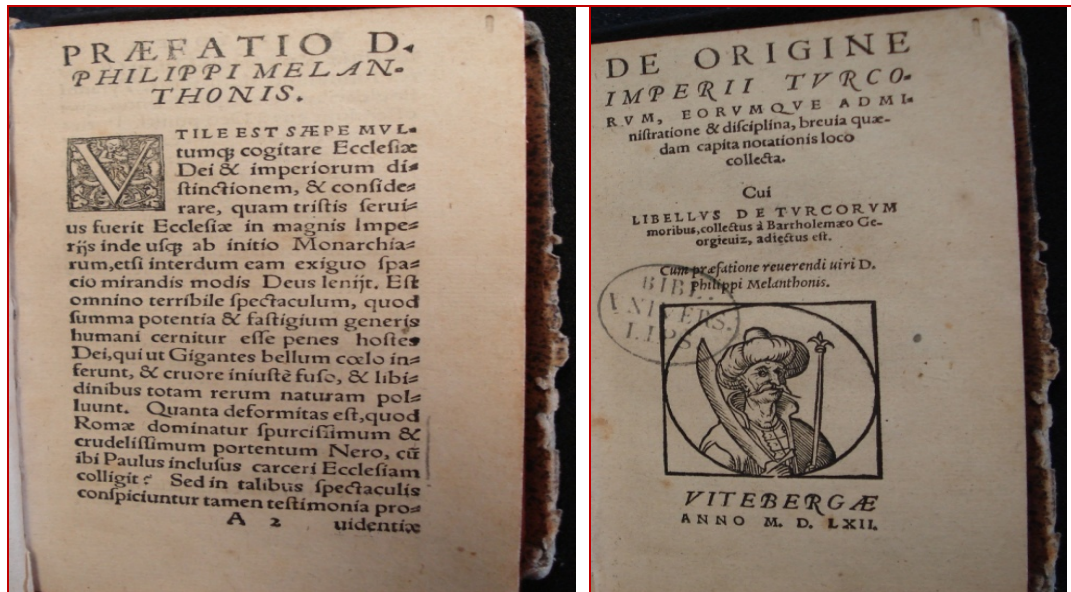 PRÆFATIO D.
PHILIPPI MELAN-
THONIS.
VTILE EST SÆPE MVL-
tumq; cogitare Ecclesiæ
Dei & imperiorum di-
ſtinctionem, & conſide-
rare, quam triſtis ſerui-
us fuerit Ecclesiæ in magnis Impe-
rijs inde uſq; ab initio Monarchia-
rum, etſi interdum eam exiguo ſpa-
cio mirandis modis Deus lenijt. Eſt
omnino terribile ſpectaculum, quod
ſumma potentia & faſtigium generis
humani cernitur eſſe penes hoſtes
Dei, qui ut Gigantes bellum cœlo in-
ferunt, & cruore iniuſtè fuſo, & libi-
dinibus totam rerum naturam pol-
luunt. Quanta deformitas eſt, quod
Romæ dominatur ſpurciſſimum &
crudeliſſimum portentum Nero, cũ
ibi Paulus incluſus carceri Eccleſiam
colligit? Sed in talibus ſpectaculis
conſpiciuntur tamen teſtimonia pro-
A 2 uidentiæ
DE ORIGINE
IMPERII TVRCO-
RVM, EORVMQVE ADMI-
niſtratione & diſciplina, breuia quæ-
dam capita notationis loco
collecta.
Cui
LIBELLVS DE TVRCORVM
moribus, collectus à Bartholemæo Ge-
orgieuiz, adiectus eſt.
Cum præfatione reuerendi uiri D.
Philippi Melanthonis.
BIBL.
UNIVERS.
LIPS
VITEBERGÆ
ANNO M. D. LXII.